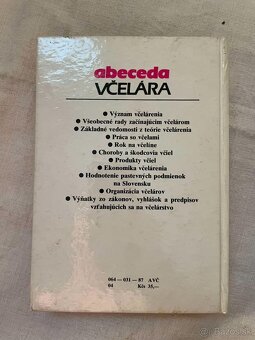 abeceda
VČELÁRA
● Význam včelárenia
● Všeobecné rady začínajúcim včelárom
● Základné vedomosti z teórie včelárenia
● Práca so včelami
● Rok na včelíne
● Choroby a škodcovia včiel
● Produkty včiel
● Ekonomika včelárenia
● Hodnotenie pastevných podmienok
na Slovensku
● Organizácia včelárov
● Výňatky zo zákonov, vyhlášok a predpisov
vzťahujúcich sa na včelárstvo
064 — 031 — 87 AVČ
04 Kčs 35,—